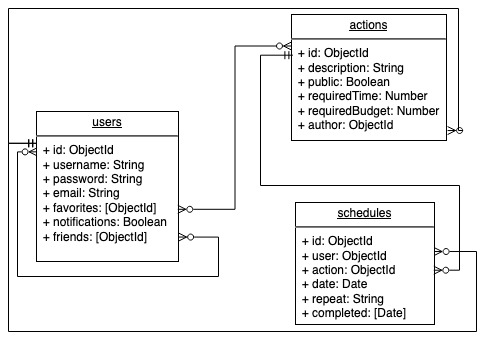 actions
+ id: ObjectId
+ description: String
+ public: Boolean
+ requiredTime: Number
+ requiredBudget: Number
+ author: ObjectId
users
+ id: ObjectId
+ username: String
+ password: String
+ email: String
+ favorites: [ObjectId]
+ notifications: Boolean
+ friends: [ObjectId]
schedules
+ id: ObjectId
+ user: ObjectId
+ action: ObjectId
+ date: Date
+ repeat: String
+ completed: [Date]